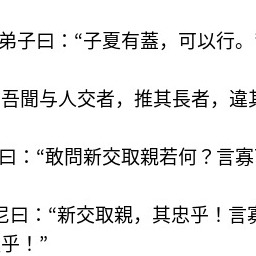 弟子曰：“子夏有蓋，可以行。
吾聞与人交者，推其長者，違
曰：“敢問新交取親若何？言寡
尼曰：“新交取親，其忠乎！言
乎！”